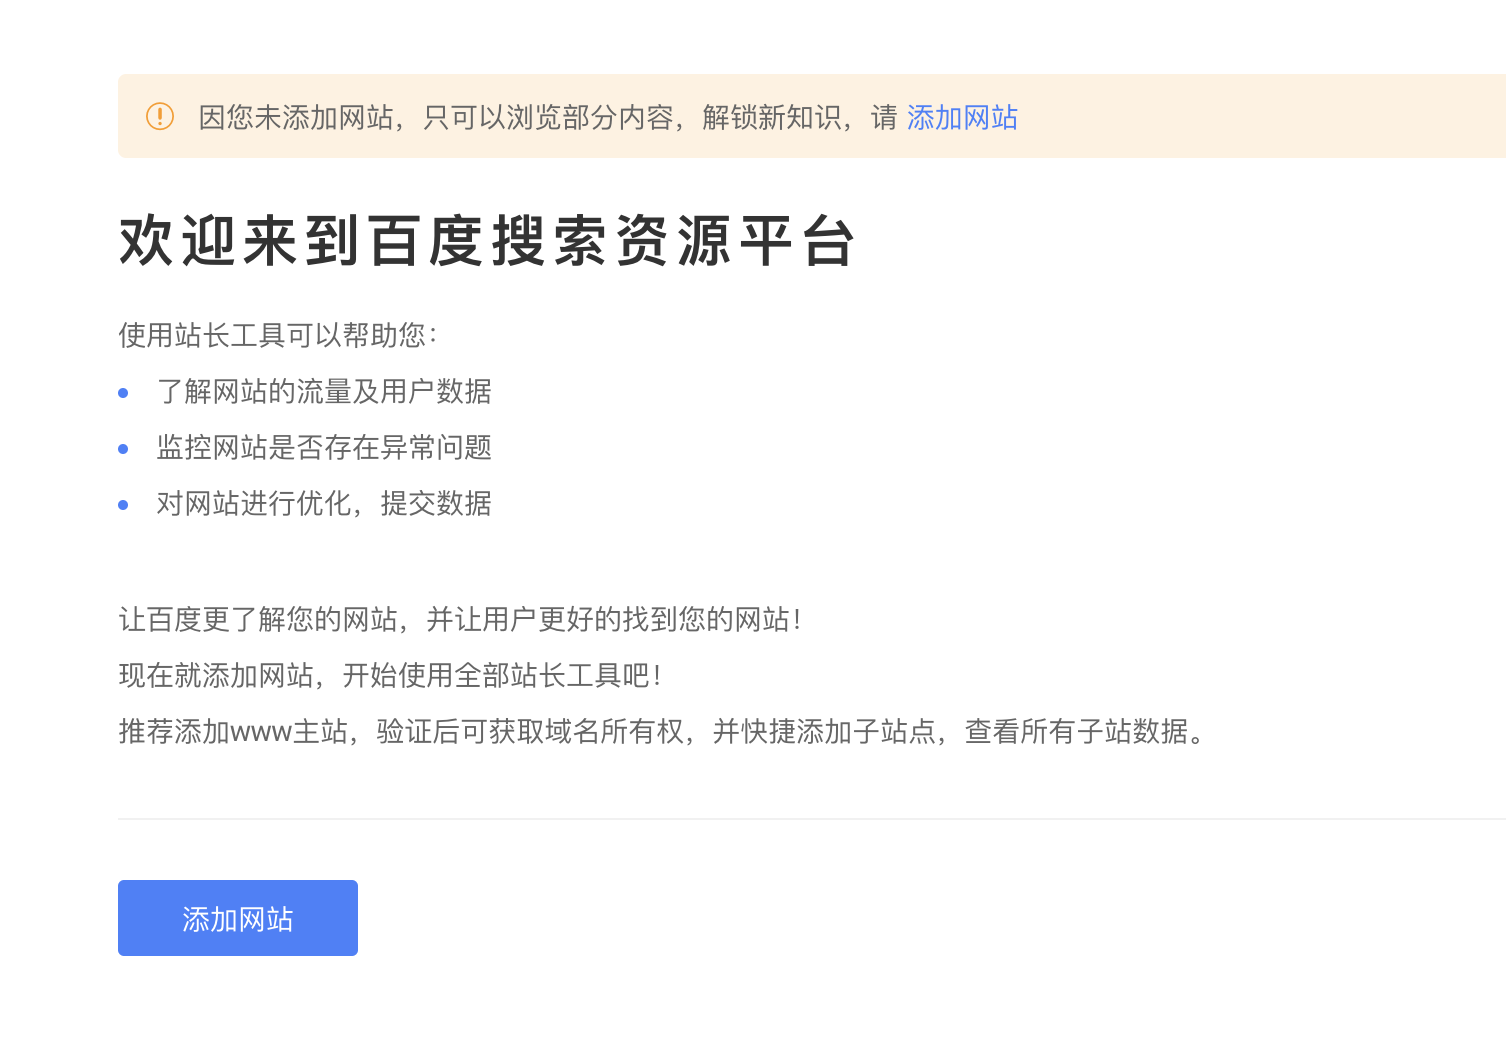 因您未添加网站，只可以浏览部分内容，解锁新知识，请 添加网站
欢迎来到百度搜索资源平台
使用站长工具可以帮助您：
了解网站的流量及用户数据
监控网站是否存在异常问题
对网站进行优化，提交数据
让百度更了解您的网站，并让用户更好的找到您的网站！
现在就添加网站，开始使用全部站长工具吧！
推荐添加www主站，验证后可获取域名所有权，并快捷添加子站点，查看所有子站数据。
添加网站